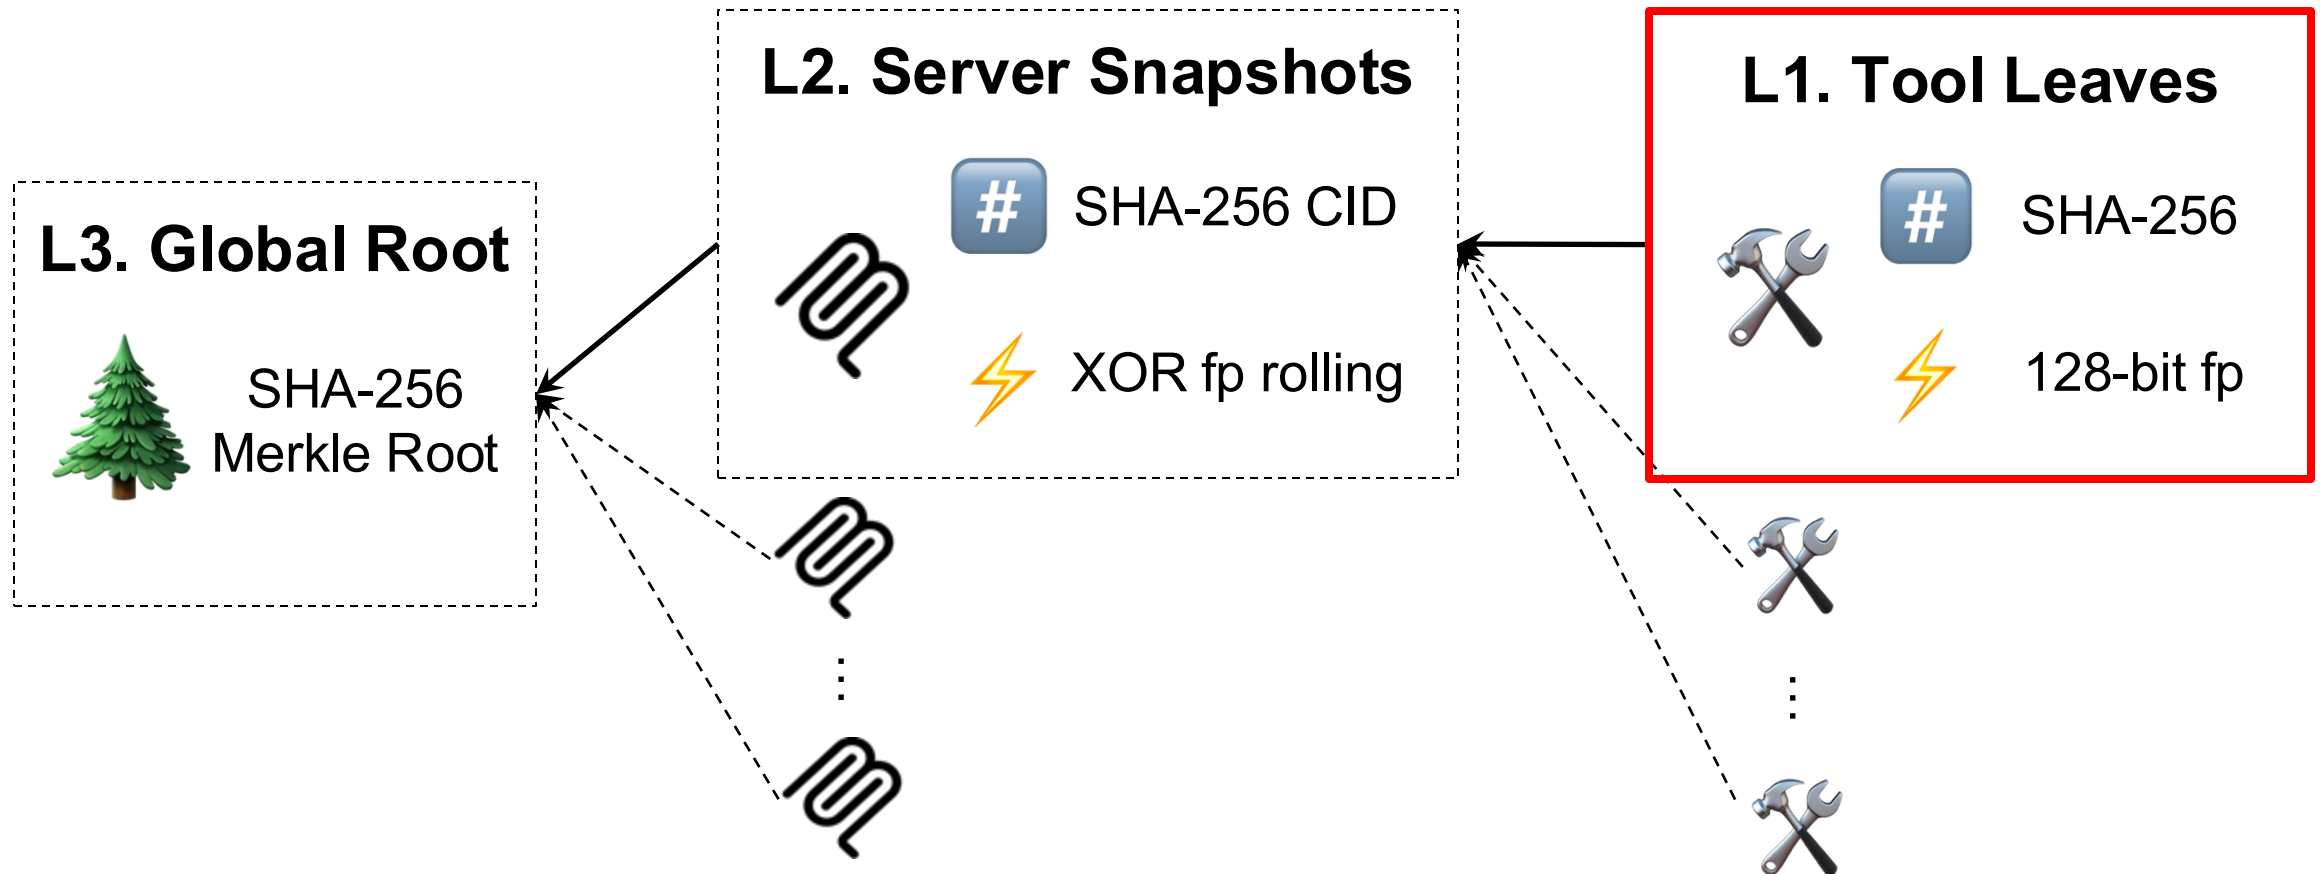 L3. Global Root
SHA-256
Merkle Root
L2. Server Snapshots
# SHA-256 CID
XOR fp rolling
L1. Tool Leaves
# SHA-256
128-bit fp